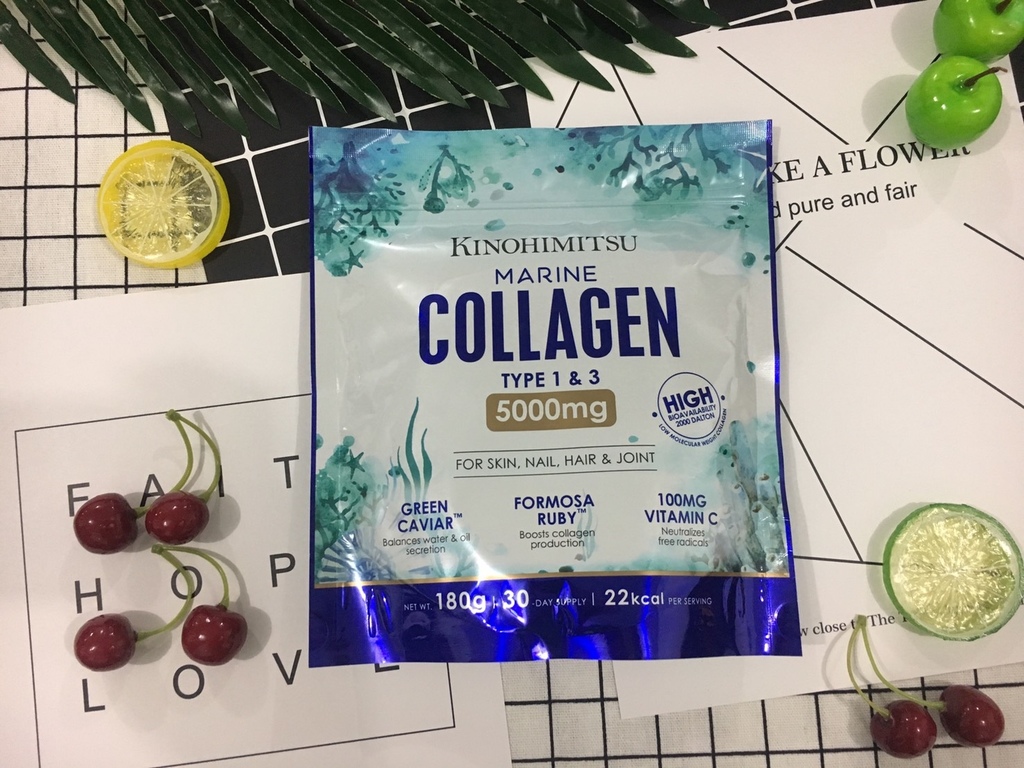 KINOHIMITSU
MARINE
COLLAGEN
TYPE 1 & 3
5000mg
HIGH
BIOAVAILABILITY
2000 DALTON
LOW MOLECULAR WEIGHT COLLAGEN
FOR SKIN, NAIL, HAIR & JOINT
GREEN
CAVIAR™
Balances water & oil
secretion
FORMOSA
RUBY™
Boosts collagen
production
100MG
VITAMIN C
Neutralizes
free radicals
NET WT. 180g | 30 -DAY SUPPLY | 22kcal PER SERVING
KE A FLOWER
d pure and fair
w close t The
F A I T
H O P
L O V E